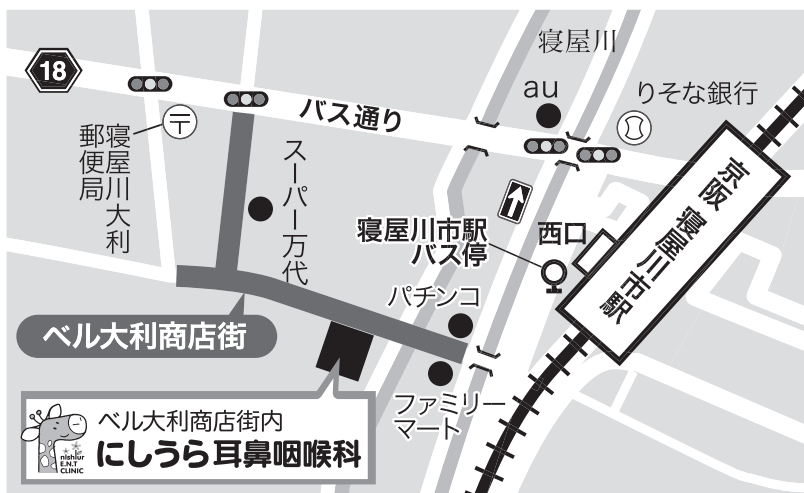 寝屋川
18
au
りそな銀行
バス通り
〒
寝屋川大利
郵便局
スーパー万代
京阪 寝屋川市駅
西口
寝屋川市駅
バス停
パチンコ
ベル大利商店街
ファミリー
マート
ベル大利商店街内
にしうら耳鼻咽喉科
nishiur
E.N.T
CLINIC